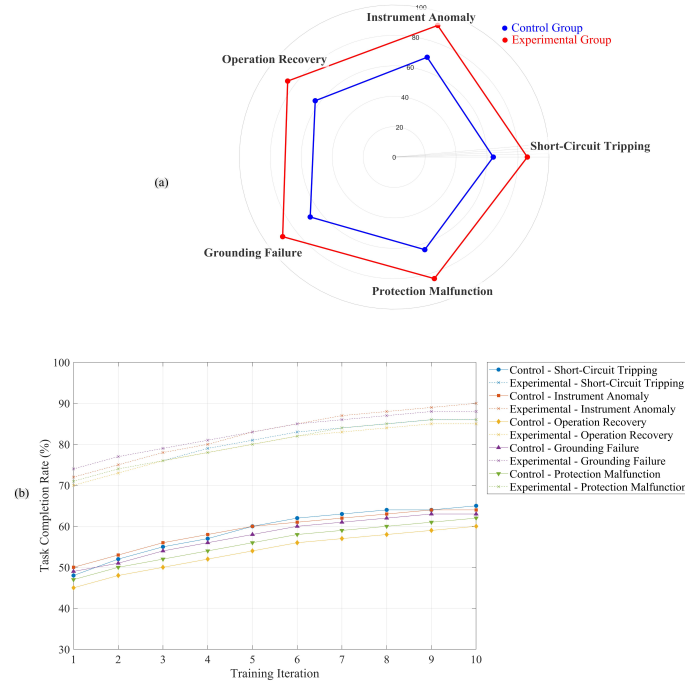 100
Instrument Anomaly
Control Group
Experimental Group
80
Operation Recovery
60
40
20
Short-Circuit Tripping
0
(a)
Grounding Failure
Protection Malfunction
(b)
Task Completion Rate (%)
100
90
80
70
60
50
40
30
1 2 3 4 5 6 7 8 9 10
Training Iteration
Control - Short-Circuit Tripping
Experimental - Short-Circuit Tripping
Control - Instrument Anomaly
Experimental - Instrument Anomaly
Control - Operation Recovery
Experimental - Operation Recovery
Control - Grounding Failure
Experimental - Grounding Failure
Control - Protection Malfunction
Experimental - Protection Malfunction